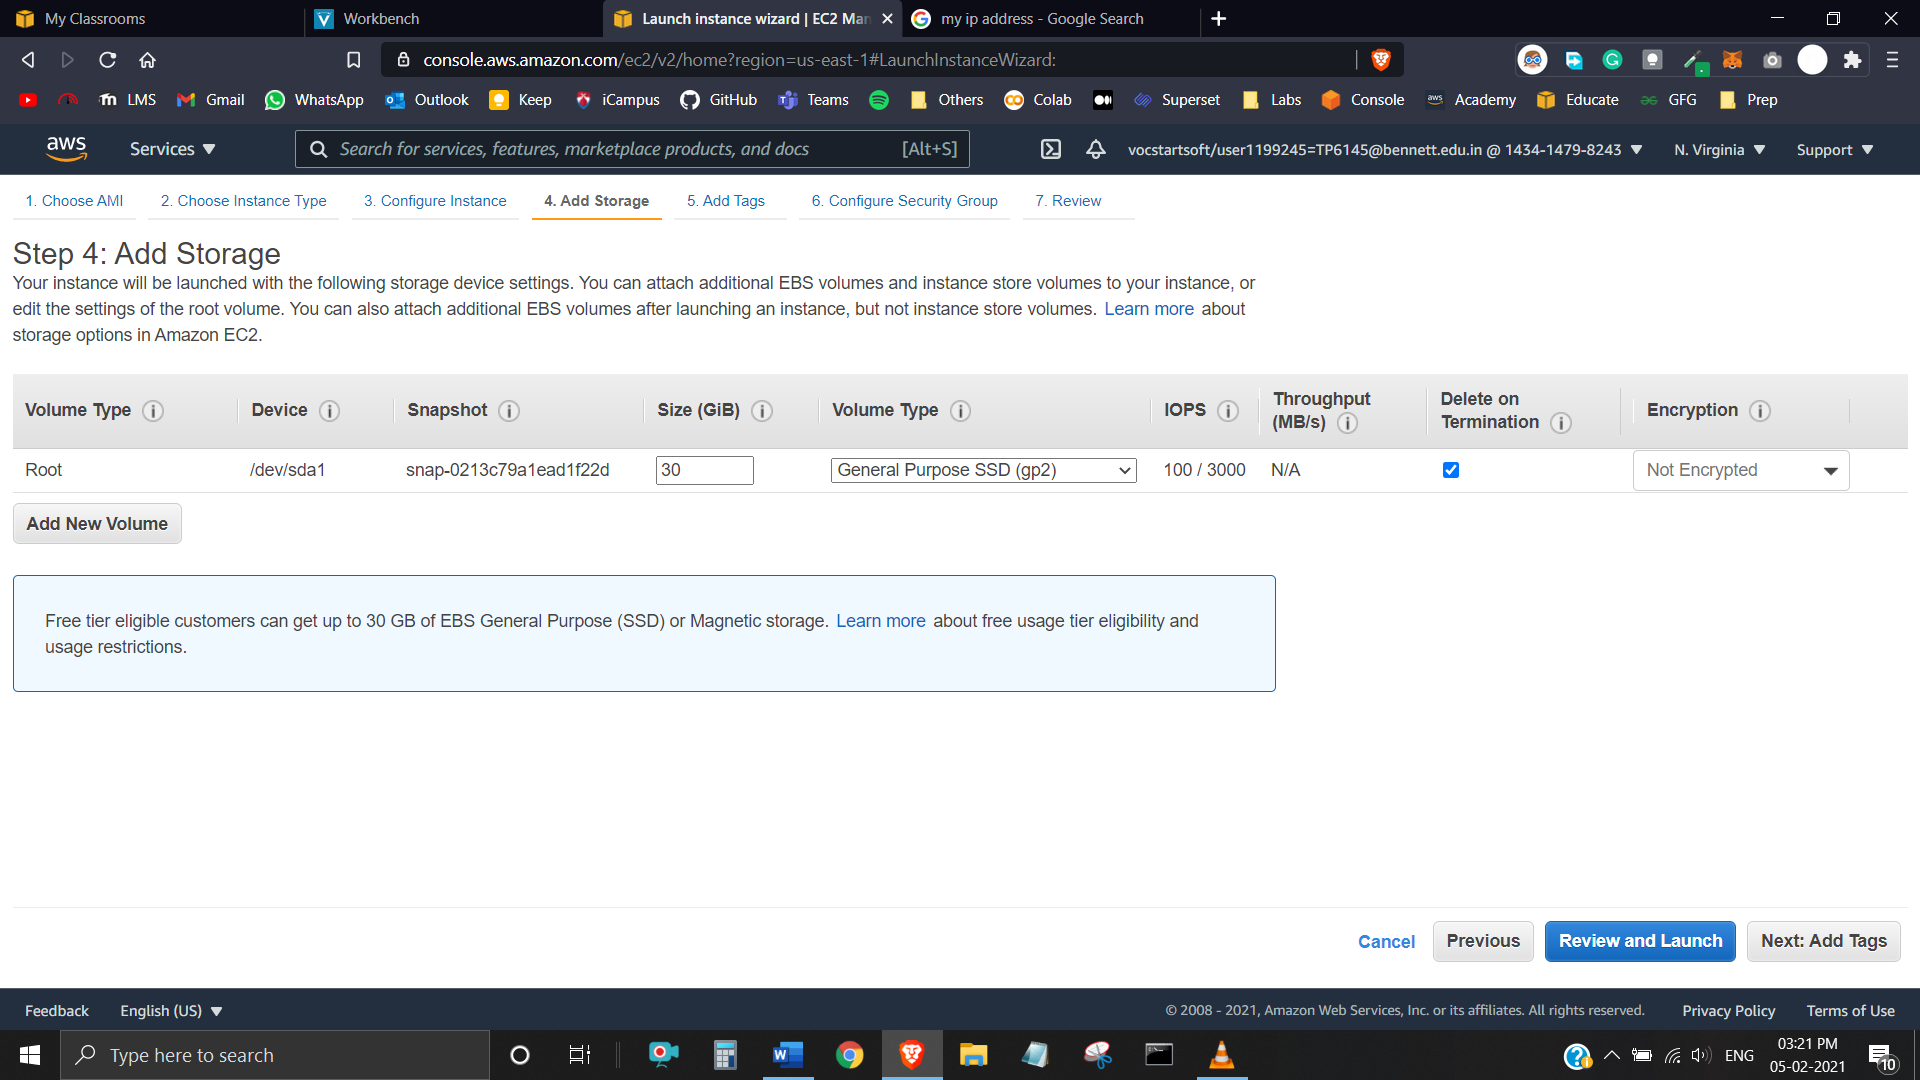 My Classrooms
Workbench
Launch instance wizard | EC2 Man
my ip address - Google Search
console.aws.amazon.com/ec2/v2/home?region=us-east-1#LaunchInstanceWizard:
LMS
Gmail
WhatsApp
Outlook
Keep
iCampus
GitHub
Teams
Others
Colab
Superset
Labs
Console
aws
Academy
Educate
GFG
Prep
aws
Services
Search for services, features, marketplace products, and docs
[Alt+S]
vocstartsoft/user1199245=TP6145@bennett.edu.in @ 1434-1479-8243
N. Virginia
Support
1. Choose AMI
2. Choose Instance Type
3. Configure Instance
4. Add Storage
5. Add Tags
6. Configure Security Group
7. Review
Step 4: Add Storage
Your instance will be launched with the following storage device settings. You can attach additional EBS volumes and instance store volumes to your instance, or
edit the settings of the root volume. You can also attach additional EBS volumes after launching an instance, but not instance store volumes. Learn more about
storage options in Amazon EC2.
Volume Type
Device
Snapshot
Size (GiB)
Volume Type
IOPS
Throughput
(MB/s)
Delete on
Termination
Encryption
Root
/dev/sda1
snap-0213c79a1ead1f22d
30
General Purpose SSD (gp2)
100 / 3000
N/A
Not Encrypted
Add New Volume
Free tier eligible customers can get up to 30 GB of EBS General Purpose (SSD) or Magnetic storage. Learn more about free usage tier eligibility and
usage restrictions.
Cancel
Previous
Review and Launch
Next: Add Tags
Feedback
English (US)
© 2008 - 2021, Amazon Web Services, Inc. or its affiliates. All rights reserved.
Privacy Policy
Terms of Use
Type here to search
ENG
03:21 PM
05-02-2021
10